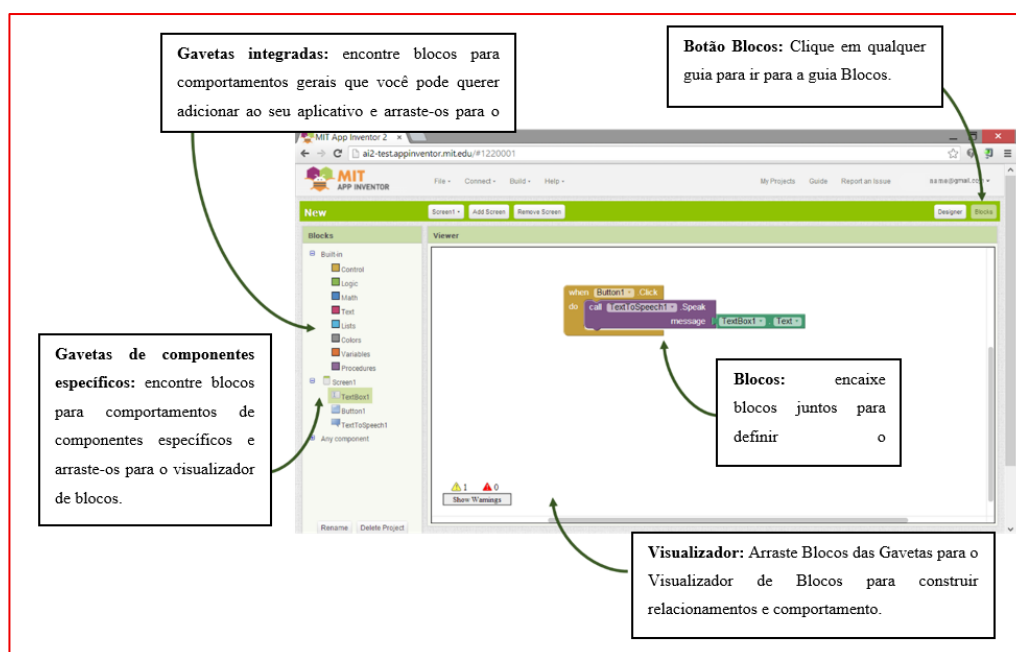 Gavetas integradas: encontre blocos para
comportamentos gerais que você pode querer
adicionar ao seu aplicativo e arraste-os para o
Botão Blocos: Clique em qualquer
guia para ir para a guia Blocos.
MIT App Inventor 2
ai2-test.appinventor.mit.edu/#1220001
MIT
APP INVENTOR
File
Connect
Build
Help
My Projects
Guide
Report an Issue
New
Screen1
Add Screen
Remove Screen
Designer
Blocks
Blocks
Viewer
Built-in
Control
Logic
Math
Text
Lists
Colors
Variables
Procedures
Screen1
TextBox1
Button1
TextToSpeech1
Any component
Rename
Delete Project
when Button1 .Click
do call TextToSpeech1 .Speak
message TextBox1 . Text
1 0
Show Warnings
Gavetas de componentes
específicos: encontre blocos
para comportamentos de
componentes específicos e
arraste-os para o visualizador
de blocos.
Blocos: encaixe
blocos juntos para
definir o
Visualizador: Arraste Blocos das Gavetas para o
Visualizador de Blocos para construir
relacionamentos e comportamento.